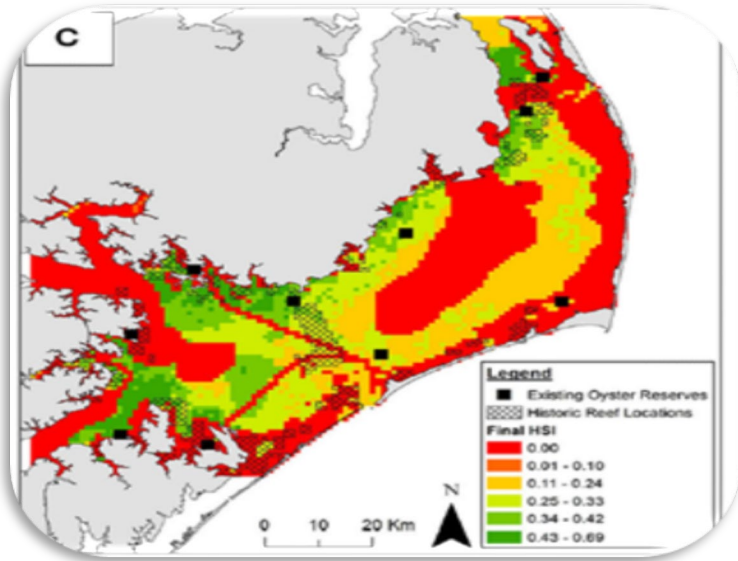 C
N
0 10 20 Km
Legend
Existing Oyster Reserves
Historic Reef Locations
Final HSI
0.00
0.01 - 0.10
0.11 - 0.24
0.25 - 0.33
0.34 - 0.42
0.43 - 0.69